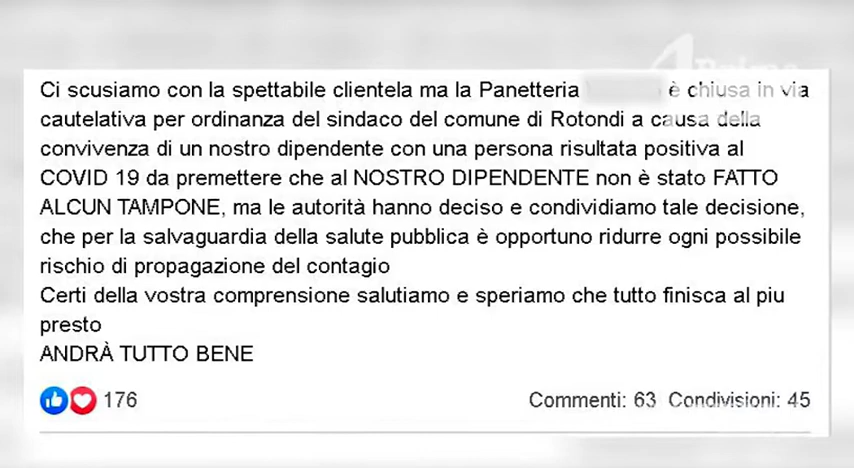 Ci scusiamo con la spettabile clientela ma la Panetteria è chiusa in via
cautelativa per ordinanza del sindaco del comune di Rotondi a causa della
convivenza di un nostro dipendente con una persona risultata positiva al
COVID 19 da premettere che al NOSTRO DIPENDENTE non è stato FATTO
ALCUN TAMPONE, ma le autorità hanno deciso e condividiamo tale decisione,
che per la salvaguardia della salute pubblica è opportuno ridurre ogni possibile
rischio di propagazione del contagio
Certi della vostra comprensione salutiamo e speriamo che tutto finisca al piu
presto
ANDRÀ TUTTO BENE
176 Commenti: 63 Condivisioni: 45